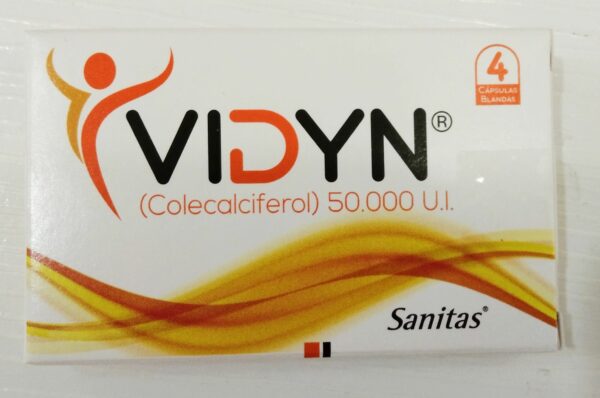 VIDYN®
4
CÁPSULAS
BLANDAS
(Colecalciferol) 50.000 U.I.
Sanitas®